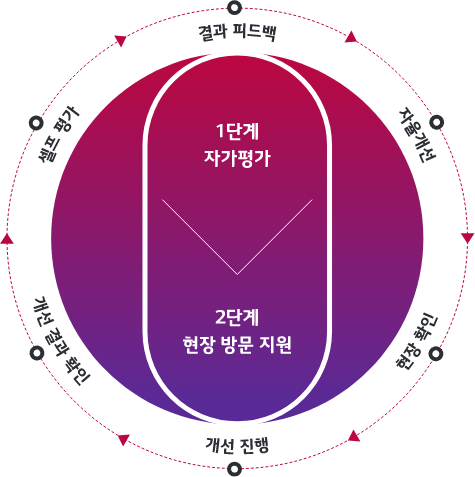 결과 피드백
자율개선
현장 확인
개선 진행
개선 결과 확인
셀프 평가
1단계
자가평가
2단계
현장 방문 지원